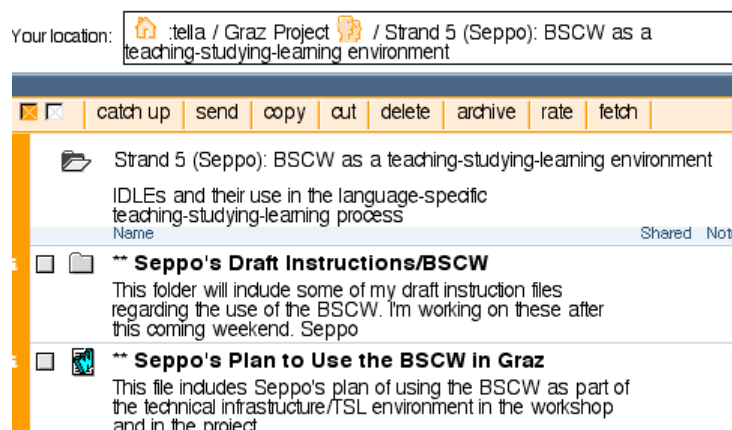 Your location: :tella / Graz Project / Strand 5 (Seppo): BSCW as a
teaching-studying-learning environment
catch up send copy cut delete archive rate fetch
Strand 5 (Seppo): BSCW as a teaching-studying-learning environment
IDLEs and their use in the language-specific
teaching-studying-learning process
Name Shared Not
** Seppo's Draft Instructions/BSCW
This folder will include some of my draft instruction files
regarding the use of the BSCW. I'm working on these after
this coming weekend. Seppo
** Seppo's Plan to Use the BSCW in Graz
This file includes Seppo's plan of using the BSCW as part of
the technical infrastructure/TSL environment in the workshop
and in the project